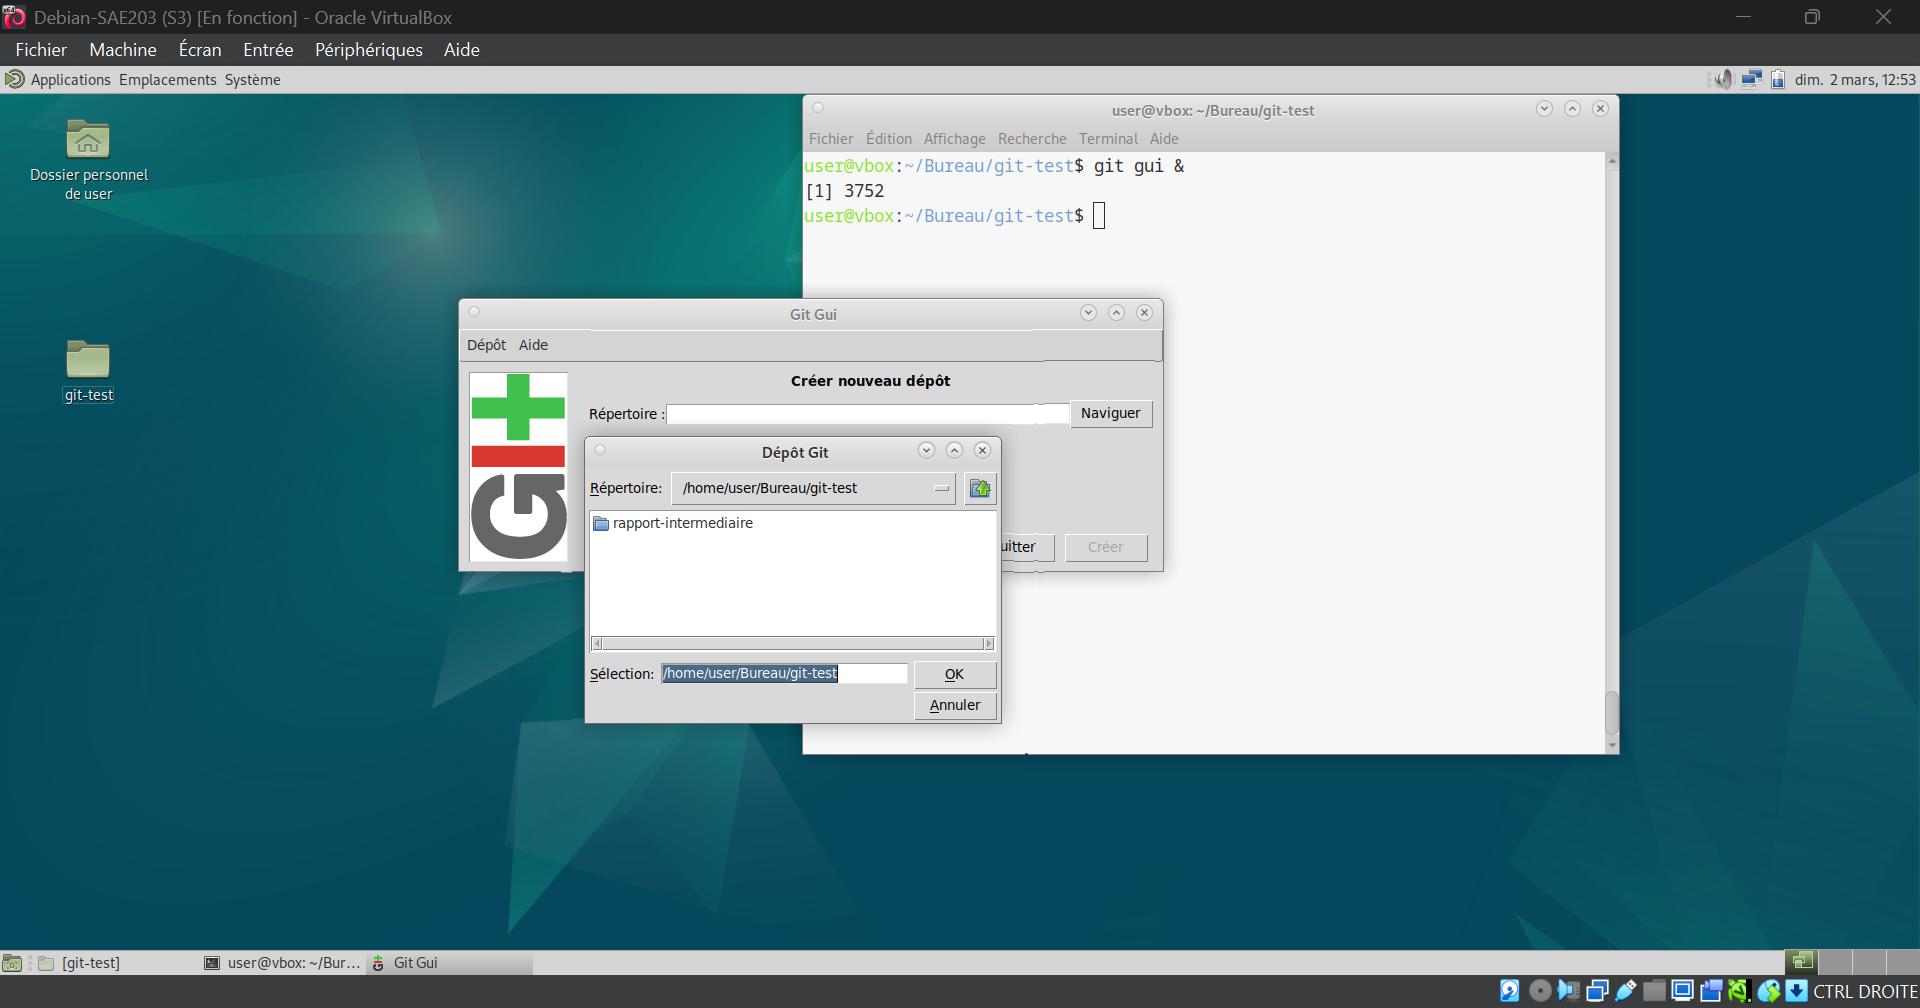 Debian-SAE203 (S3) [En fonction] - Oracle VirtualBox
Fichier Machine Écran Entrée Périphériques Aide
Applications Emplacements Système
dim. 2 mars, 12:53
Dossier personnel
de user
git-test
user@vbox: ~/Bureau/git-test
Fichier Édition Affichage Recherche Terminal Aide
user@vbox:~/Bureau/git-test$ git gui &
[1] 3752
user@vbox:~/Bureau/git-test$
Git Gui
Dépôt Aide
Créer nouveau dépôt
Répertoire :
Naviguer
Git
uitter
Créer
Dépôt Git
Répertoire: /home/user/Bureau/git-test
rapport-intermediaire
Sélection: /home/user/Bureau/git-test
OK
Annuler
[git-test]
user@vbox: ~/Bur...
Git Gui
CTRL DROITE